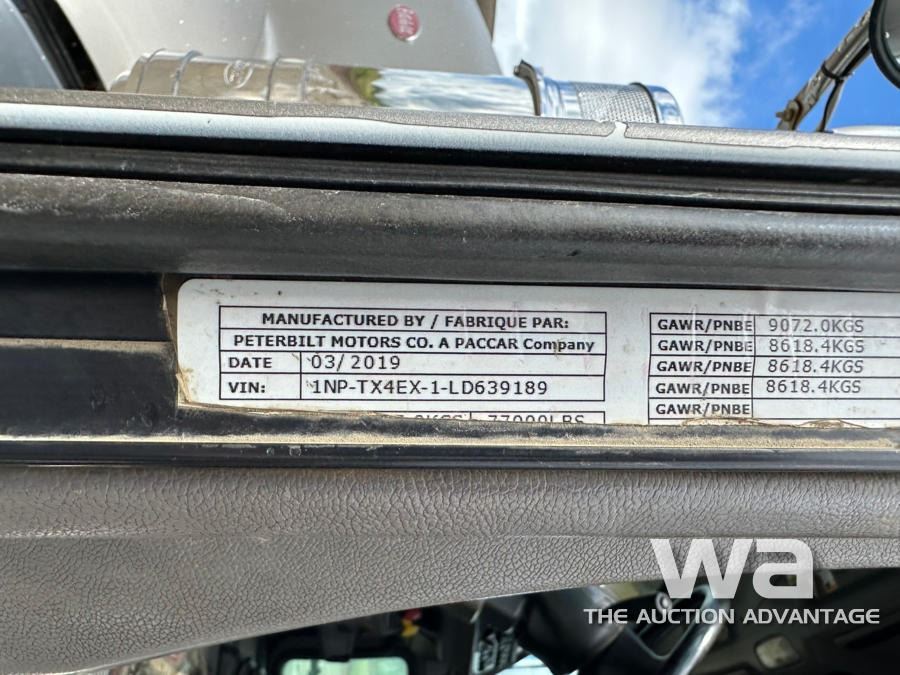 MANUFACTURED BY / FABRIQUE PAR:
PETERBILT MOTORS CO. A PACCAR Company
DATE 03/2019
VIN: 1NP-TX4EX-1-LD639189
77000LBS
GAWR/PNBE 9072.0KGS
GAWR/PNBE 8618.4KGS
GAWR/PNBE 8618.4KGS
GAWR/PNBE 8618.4KGS
GAWR/PNBE
wa
THE AUCTION ADVANTAGE